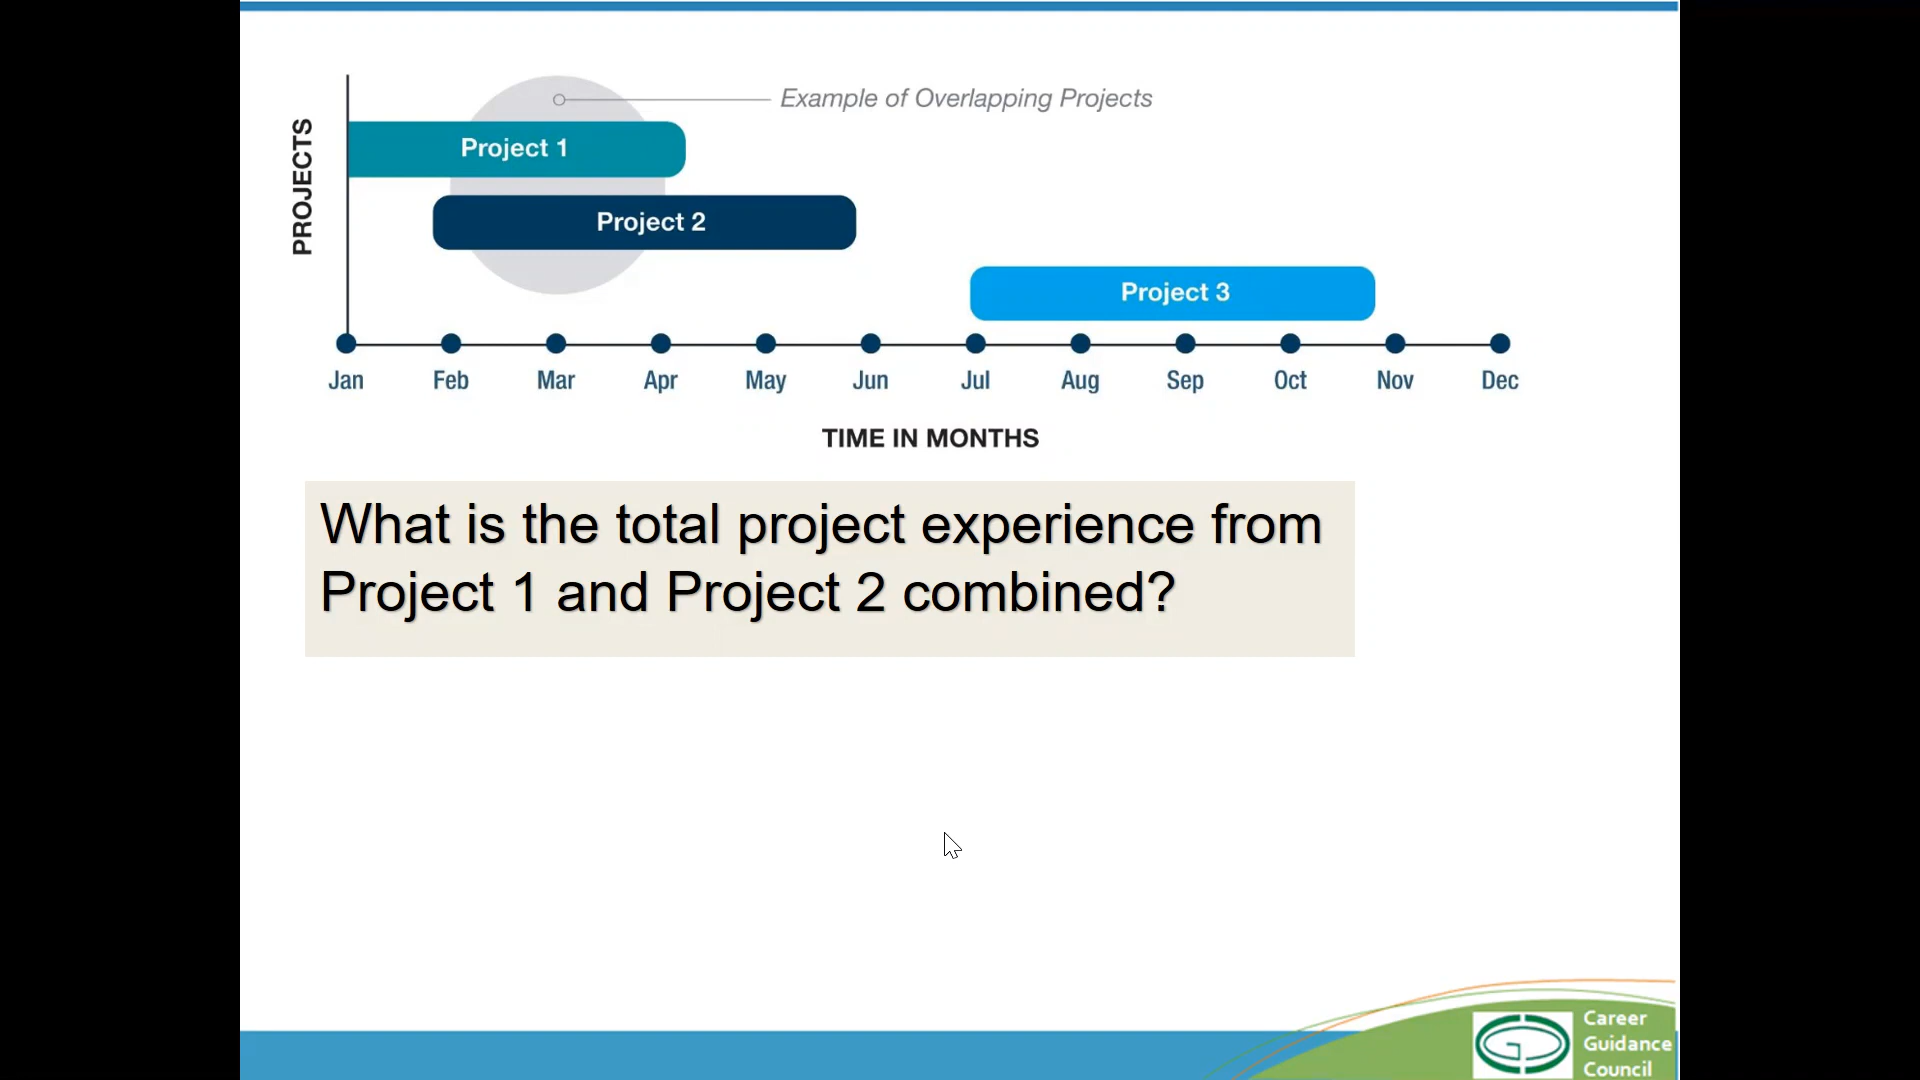 Example of Overlapping Projects
PROJECTS
Project 1
Project 2
Project 3
Jan Feb Mar Apr May Jun Jul Aug Sep Oct Nov Dec
TIME IN MONTHS
What is the total project experience from
Project 1 and Project 2 combined?
Career
Guidance
Council